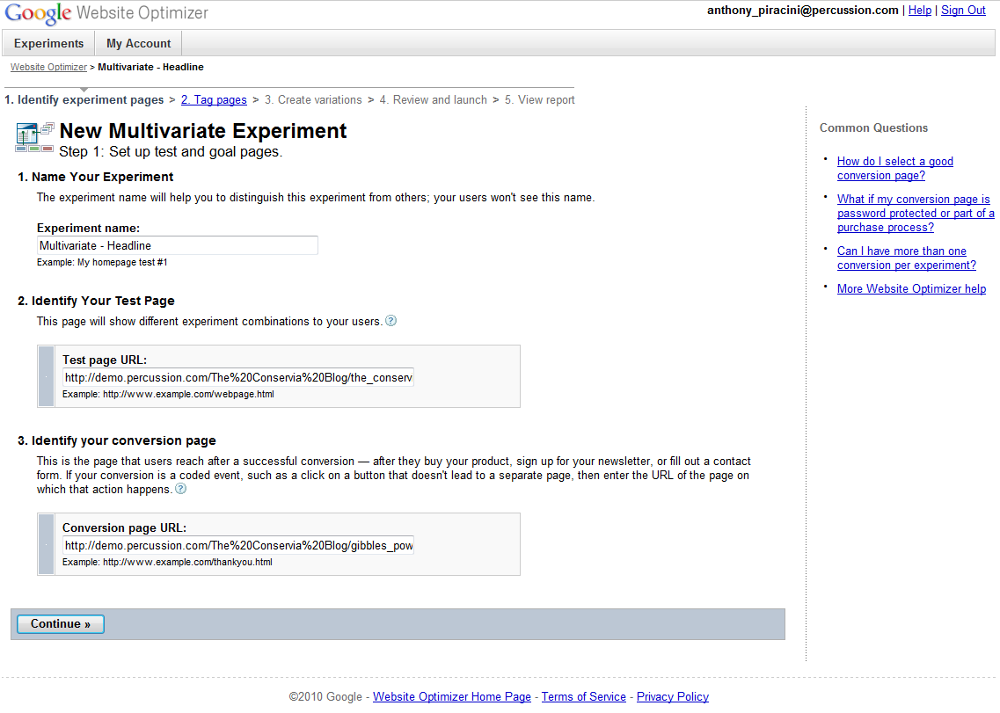 Google Website Optimizer
anthony_piracini@percussion.com | Help | Sign Out
Experiments My Account
Website Optimizer > Multivariate - Headline
1. Identify experiment pages > 2. Tag pages > 3. Create variations > 4. Review and launch > 5. View report
New Multivariate Experiment
Step 1: Set up test and goal pages.
1. Name Your Experiment
The experiment name will help you to distinguish this experiment from others; your users won't see this name.
Experiment name:
Multivariate - Headline
Example: My homepage test #1
2. Identify Your Test Page
This page will show different experiment combinations to your users. ?
Test page URL:
http://demo.percussion.com/The%20Conservia%20Blog/the_conserv
Example: http://www.example.com/webpage.html
3. Identify your conversion page
This is the page that users reach after a successful conversion — after they buy your product, sign up for your newsletter, or fill out a contact
form. If your conversion is a coded event, such as a click on a button that doesn't lead to a separate page, then enter the URL of the page on
which that action happens. ?
Conversion page URL:
http://demo.percussion.com/The%20Conservia%20Blog/gibbles_pow
Example: http://www.example.com/thankyou.html
Continue »
Common Questions
• How do I select a good
conversion page?
• What if my conversion page is
password protected or part of a
purchase process?
• Can I have more than one
conversion per experiment?
• More Website Optimizer help
©2010 Google - Website Optimizer Home Page - Terms of Service - Privacy Policy